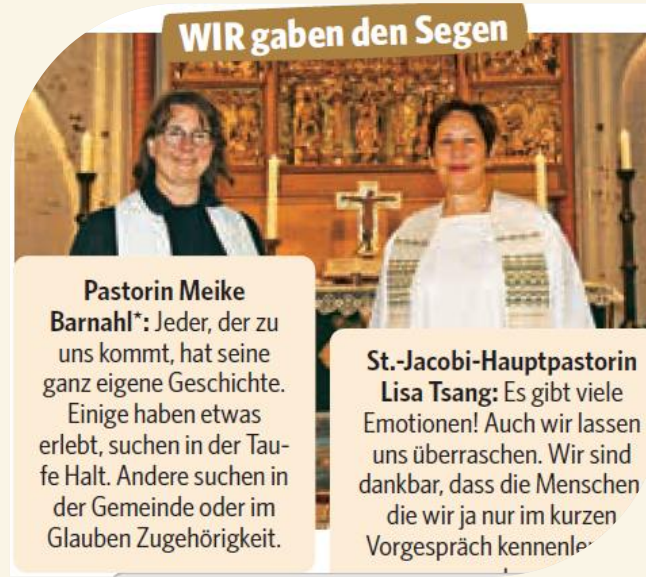 WIR gaben den Segen
Pastorin Meike
Barnahl*: Jeder, der zu
uns kommt, hat seine
ganz eigene Geschichte.
Einige haben etwas
erlebt, suchen in der Tau-
fe Halt. Andere suchen in
der Gemeinde oder im
Glauben Zugehörigkeit.
St.-Jacobi-Hauptpastorin
Lisa Tsang: Es gibt viele
Emotionen! Auch wir lassen
uns überraschen. Wir sind
dankbar, dass die Menschen
die wir ja nur im kurzen
Vorgespräch